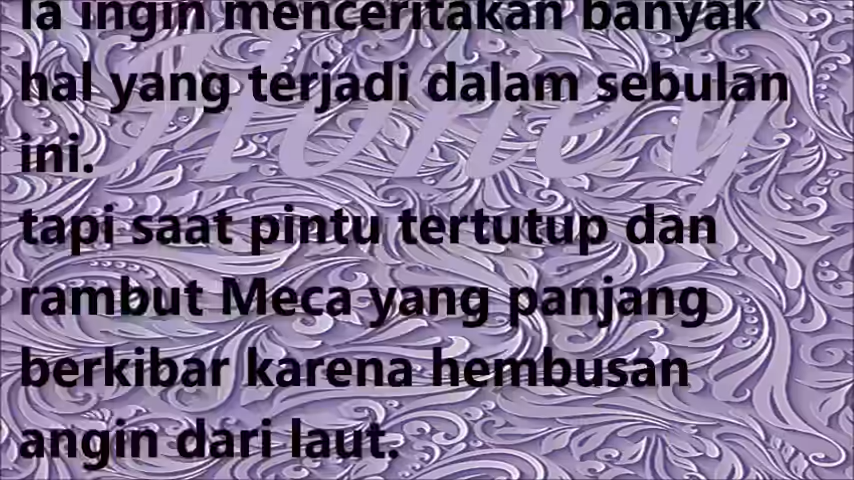 Ia ingin menceritakan banyak
hal yang terjadi dalam sebulan
ini.
tapi saat pintu tertutup dan
rambut Meca yang panjang
berkibar karena hembusan
angin dari laut.
Honey